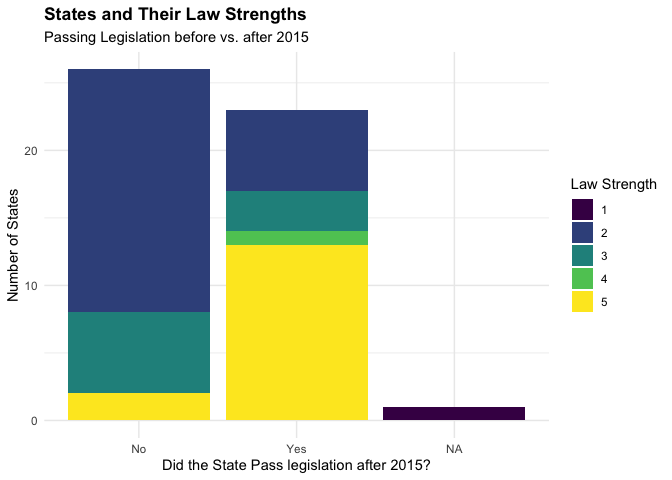 States and Their Law Strengths
Passing Legislation before vs. after 2015
Number of States
20
10
0
No
Yes
NA
Did the State Pass legislation after 2015?
Law Strength
1
2
3
4
5